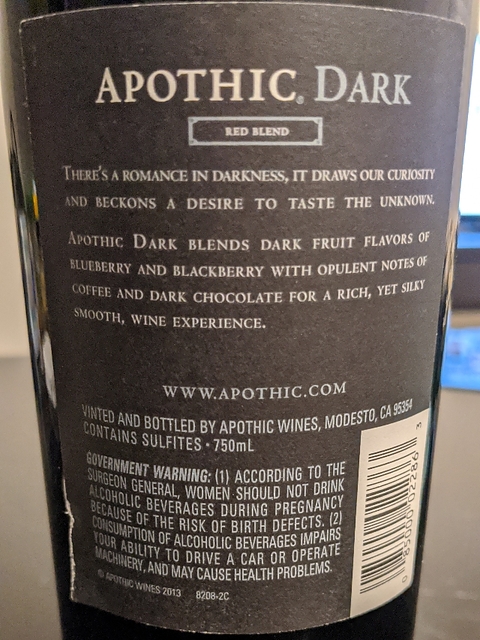 APOTHIC® DARK
RED BLEND
THERE'S A ROMANCE IN DARKNESS, IT DRAWS OUR CURIOSITY
AND BECKONS A DESIRE TO TASTE THE UNKNOWN.
APOTHIC DARK BLENDS DARK FRUIT FLAVORS OF
BLUEBERRY AND BLACKBERRY WITH OPULENT NOTES OF
COFFEE AND DARK CHOCOLATE FOR A RICH, YET SILKY
SMOOTH, WINE EXPERIENCE.
WWW.APOTHIC.COM
VINTED AND BOTTLED BY APOTHIC WINES, MODESTO, CA 95354
CONTAINS SULFITES • 750mL
GOVERNMENT WARNING: (1) ACCORDING TO THE
SURGEON GENERAL, WOMEN SHOULD NOT DRINK
ALCOHOLIC BEVERAGES DURING PREGNANCY
BECAUSE OF THE RISK OF BIRTH DEFECTS. (2)
CONSUMPTION OF ALCOHOLIC BEVERAGES IMPAIRS
YOUR ABILITY TO DRIVE A CAR OR OPERATE
MACHINERY, AND MAY CAUSE HEALTH PROBLEMS.
© APOTHIC WINES 2013 8208-2C
0 85000 02286 3